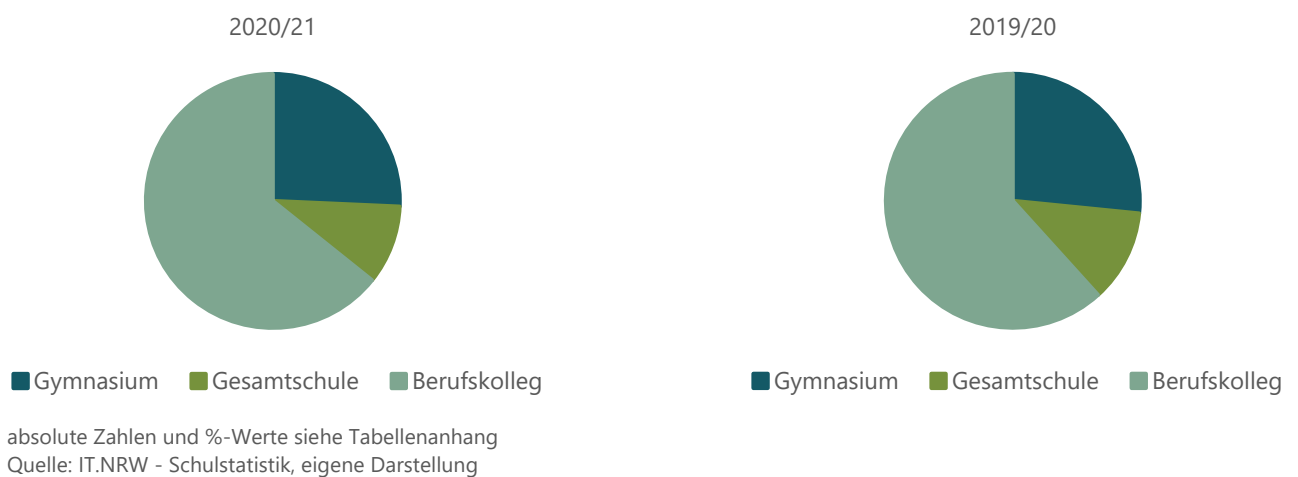 2020/21
2019/20
Gymnasium Gesamtschule Berufskolleg
Gymnasium Gesamtschule Berufskolleg
absolute Zahlen und %-Werte siehe Tabellenanhang
Quelle: IT.NRW - Schulstatistik, eigene Darstellung